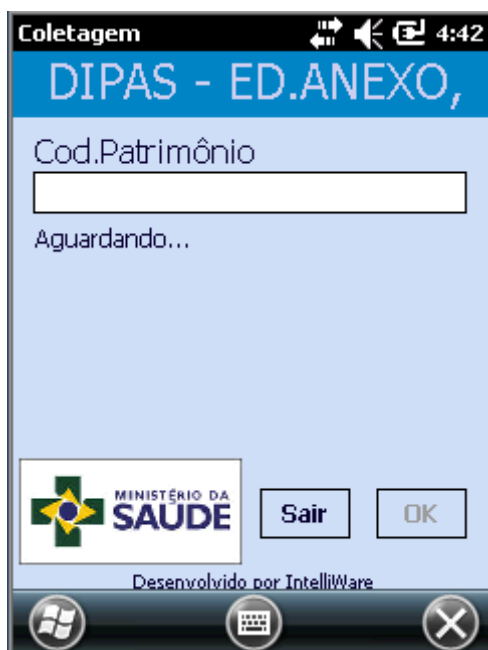 Coletagem 4:42
DIPAS - ED.ANEXO,
Cod.Patrimônio
Aguardando...
MINISTÉRIO DA
SAÚDE
Sair OK
Desenvolvido por IntelliWare